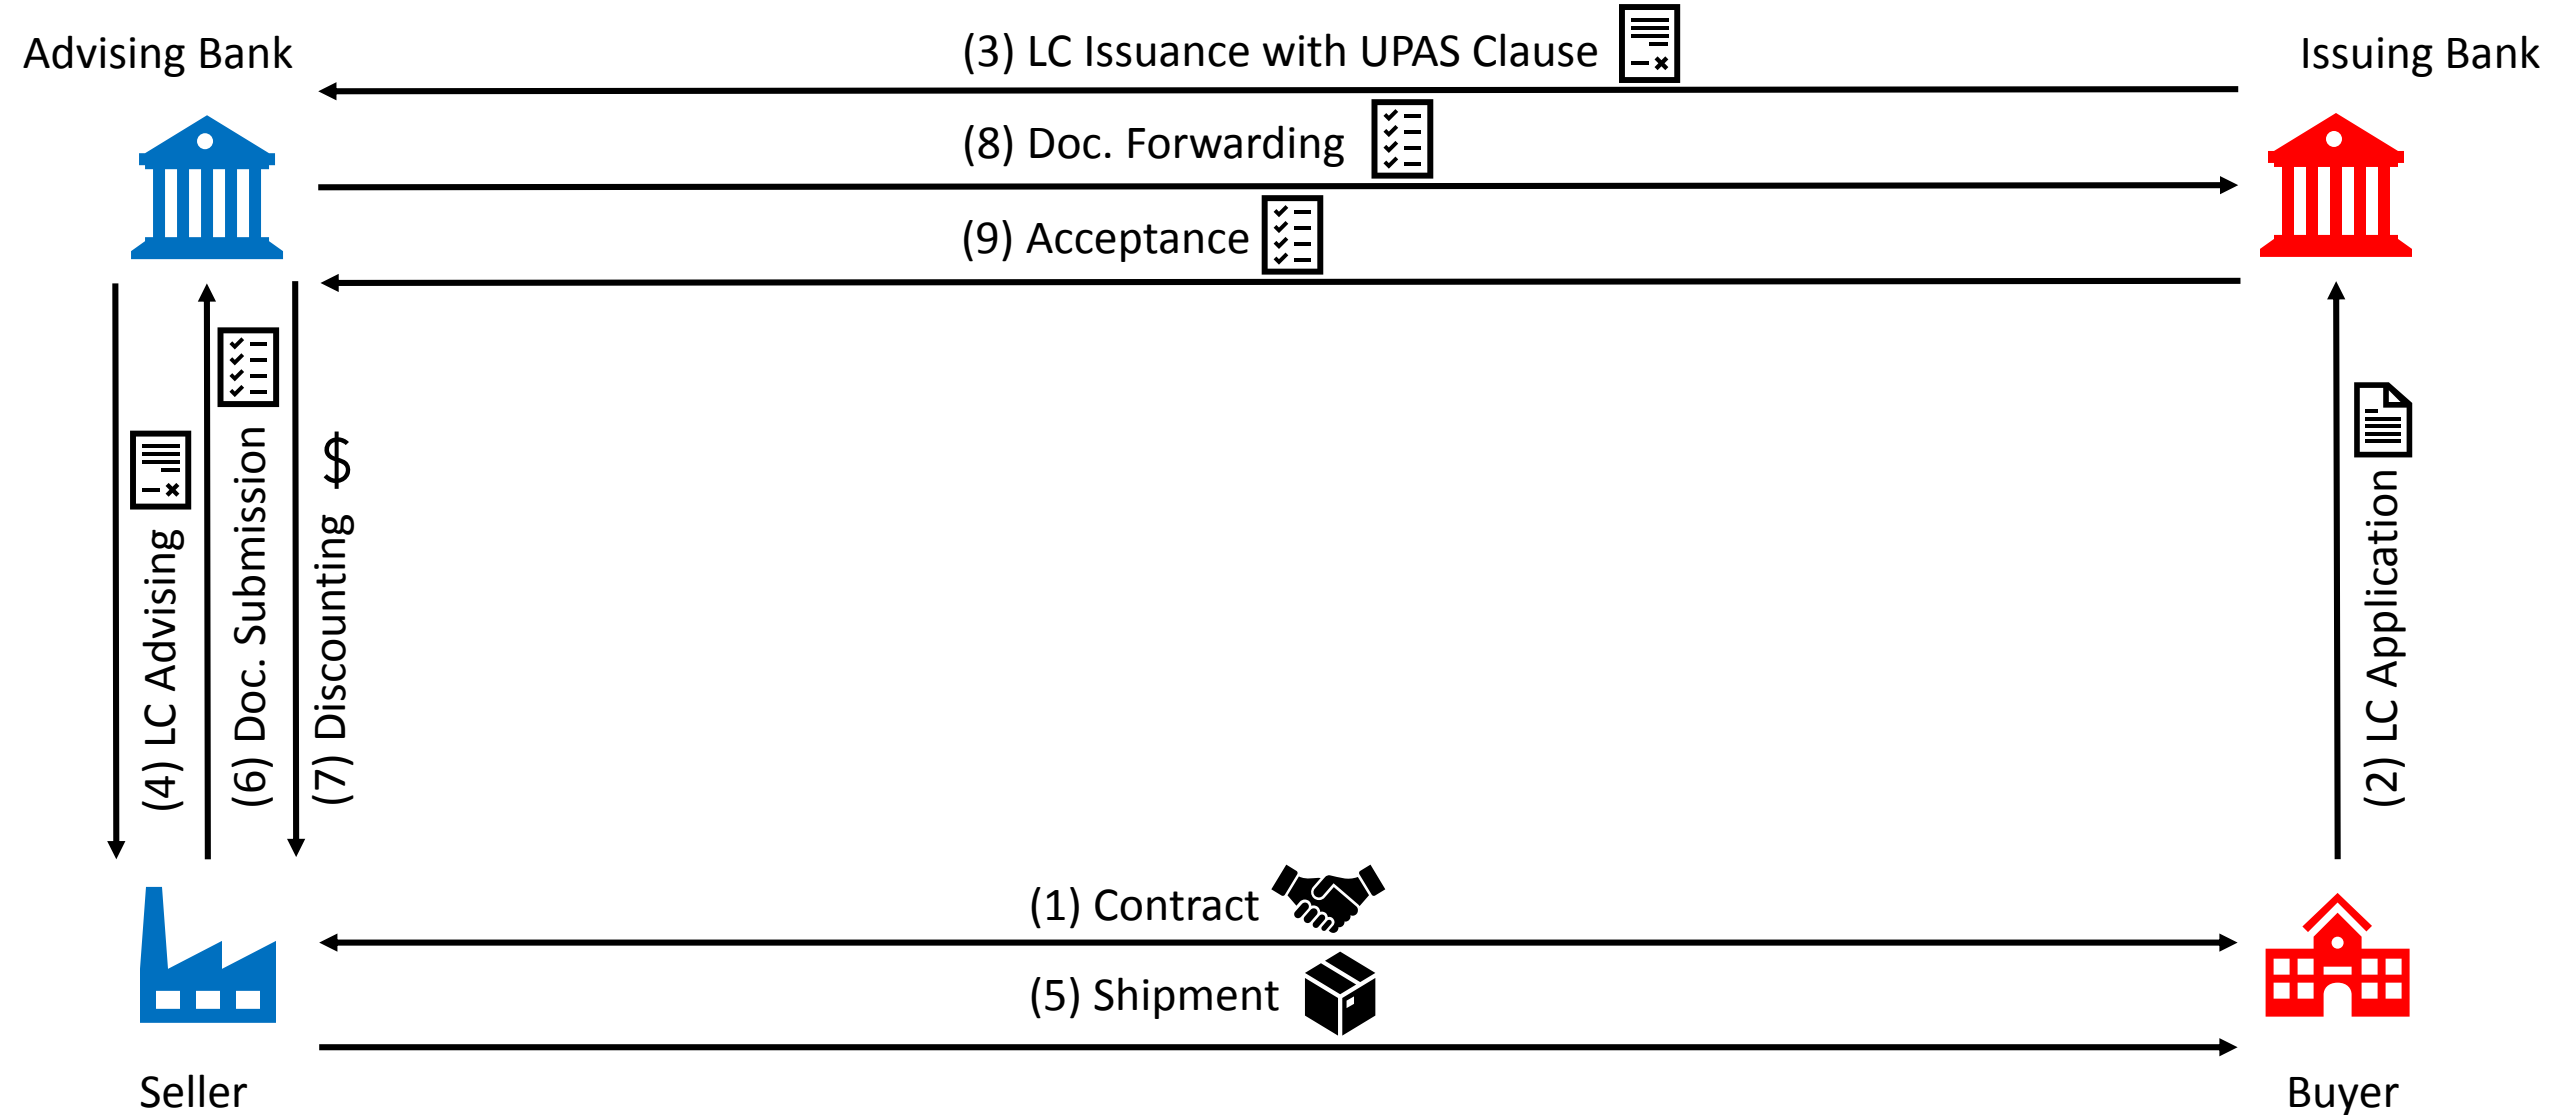 Advising Bank
(3) LC Issuance with UPAS Clause
Issuing Bank
(8) Doc. Forwarding
(9) Acceptance
(4) LC Advising
(6) Doc. Submission
(7) Discounting $
(2) LC Application
(1) Contract
(5) Shipment
Seller
Buyer